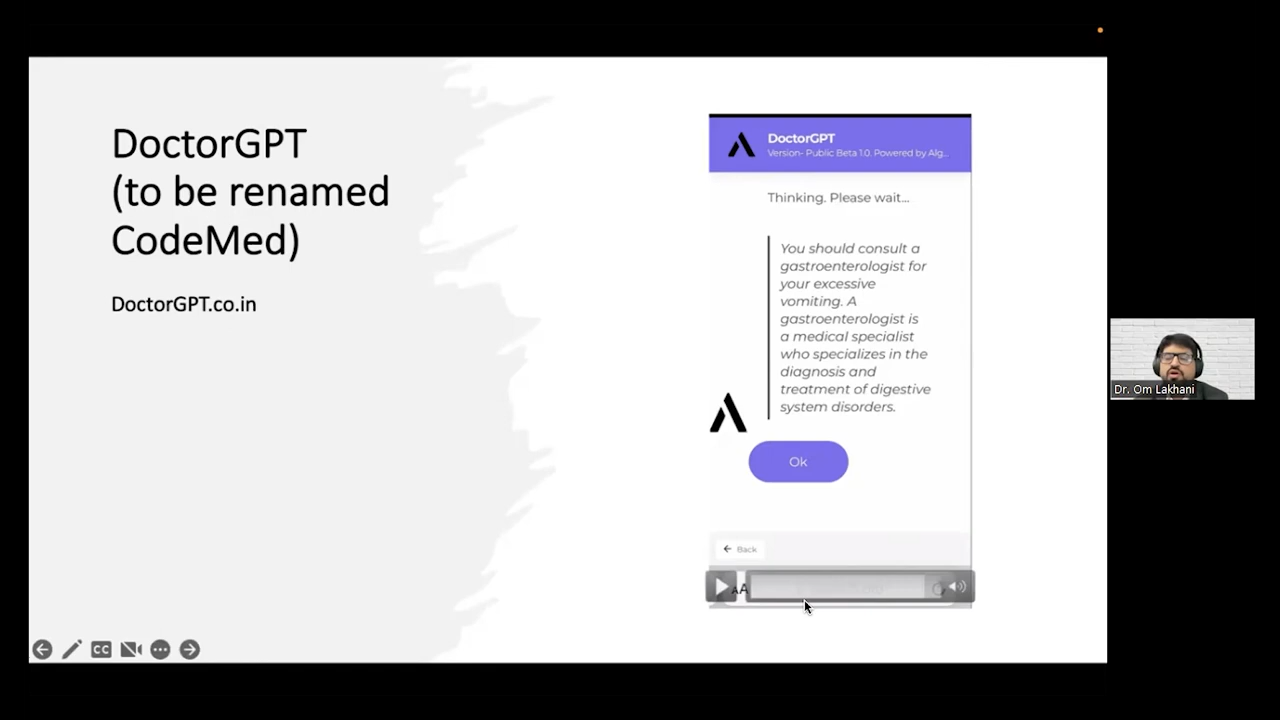 DoctorGPT
(to be renamed
CodeMed)
DoctorGPT.co.in
DoctorGPT
Version- Public Beta 1.0. Powered by Alg...
Thinking. Please wait...
You should consult a
gastroenterologist for
your excessive
vomiting. A
gastroenterologist is
a medical specialist
who specializes in the
diagnosis and
treatment of digestive
system disorders.
Ok
Back
AA
CC
Dr. Om Lakhani